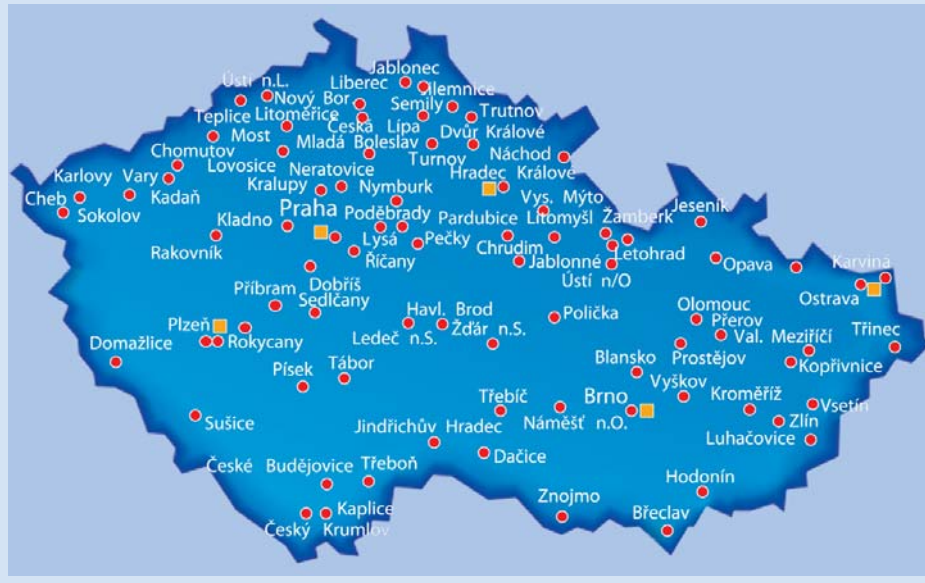 Jablonec
Ústí n.L.
Liberec
Jilemnice
Nový Bor
Semily
Teplice
Litoměřice
Trutnov
Česká Lípa
Most
Dvůr Králové
Mladá Boleslav
Chomutov
Lovosice
Turnov
Náchod
Neratovice
Hradec Králové
Karlovy Vary
Kralupy
Nymburk
Kadaň
Vys. Mýto
Cheb
Sokolov
Praha
Jeseník
Kladno
Poděbrady
Pardubice
Litomyšl
Žamberk
Lysá
Pečky
Rakovník
Chrudim
Letohrad
Říčany
Jablonné
Opava
Karviná
Ústí n/O
Dobříš
Příbram
Sedlčany
Ostrava
Olomouc
Havl. Brod
Polička
Plzeň
Přerov
Žďár n.S.
Ledeč n.S.
Val. Meziříčí
Třinec
Domažlice
Rokycany
Prostějov
Blansko
Kopřivnice
Písek
Tábor
Vyškov
Třebíč
Brno
Kroměříž
Vsetín
Sušice
Náměšť n.O.
Zlín
Jindřichův Hradec
Luhačovice
Dačice
České Budějovice
Třeboň
Hodonín
Znojmo
Kaplice
Břeclav
Český Krumlov